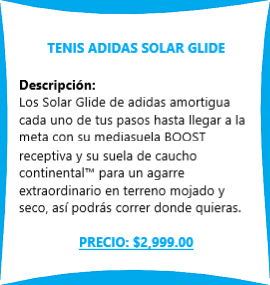 TENIS ADIDAS SOLAR GLIDE
Descripción:
Los Solar Glide de adidas amortigua
cada uno de tus pasos hasta llegar a la
meta con su mediasuela BOOST
receptiva y su suela de caucho
continental™ para un agarre
extraordinario en terreno mojado y
seco, así podrás correr donde quieras.
PRECIO: $2,999.00